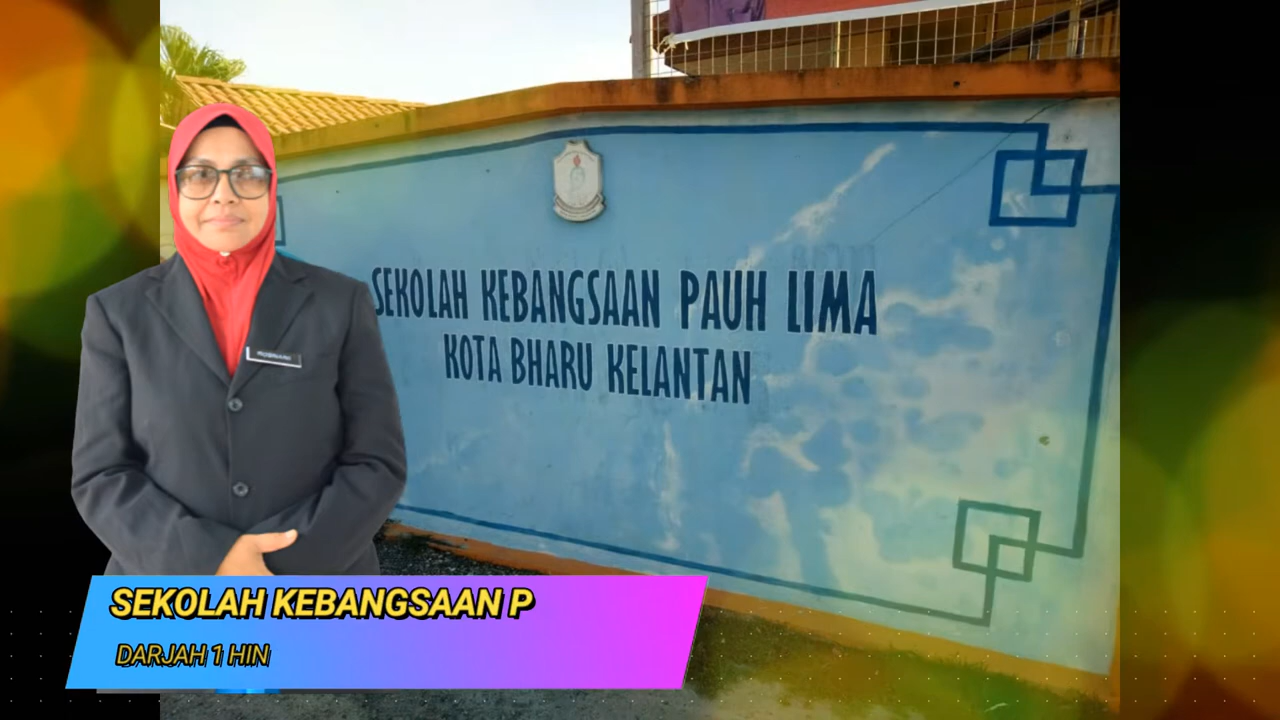 SEKOLAH KEBANGSAAN PAUH LIMA
KOTA BHARU KELANTAN
SEKOLAH KEBANGSAAN P
DARJAH 1 HIN